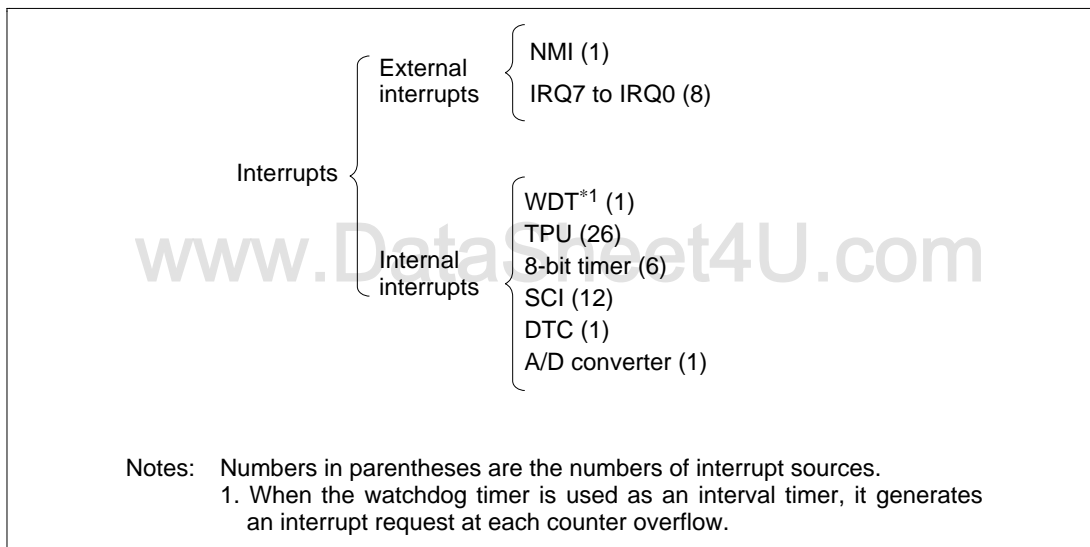 External
interrupts
NMI (1)
IRQ7 to IRQ0 (8)
Interrupts
Internal
interrupts
WDT*1 (1)
TPU (26)
8-bit timer (6)
SCI (12)
DTC (1)
A/D converter (1)
www.DataSheet4U.com
Notes: Numbers in parentheses are the numbers of interrupt sources.
1. When the watchdog timer is used as an interval timer, it generates
an interrupt request at each counter overflow.